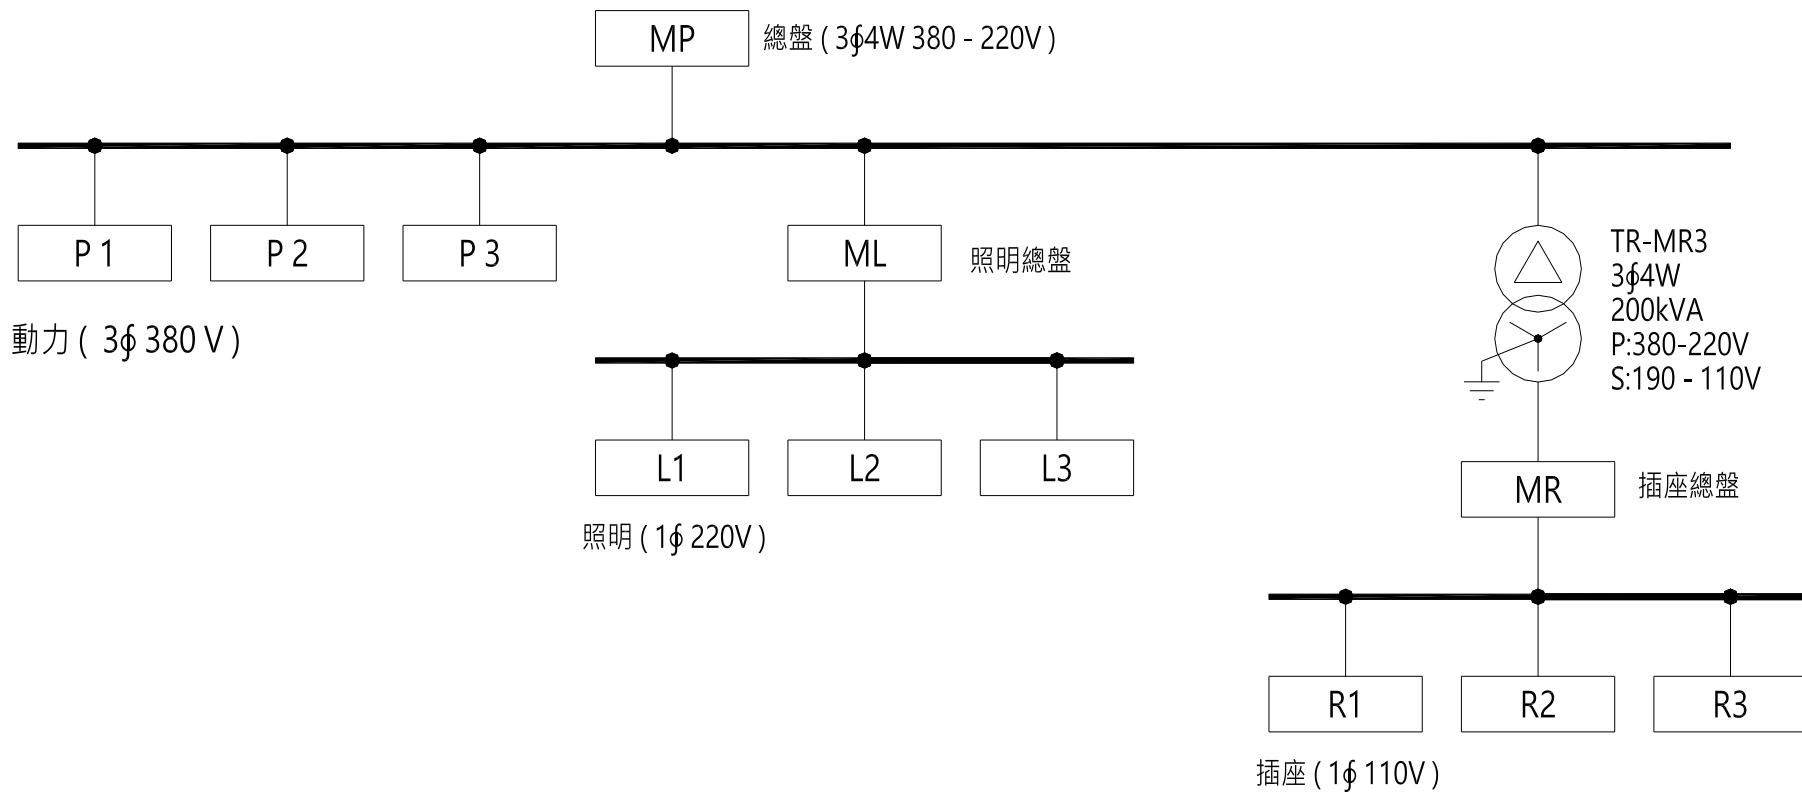 MP
總盤 ( 3ϕ4W 380 - 220V )
P 1
P 2
P 3
ML
照明總盤
動力 ( 3ϕ 380 V )
TR-MR3
3ϕ4W
200kVA
P:380-220V
S:190 - 110V
L1
L2
L3
照明 ( 1ϕ 220V )
MR
插座總盤
R1
R2
R3
插座 ( 1ϕ 110V )